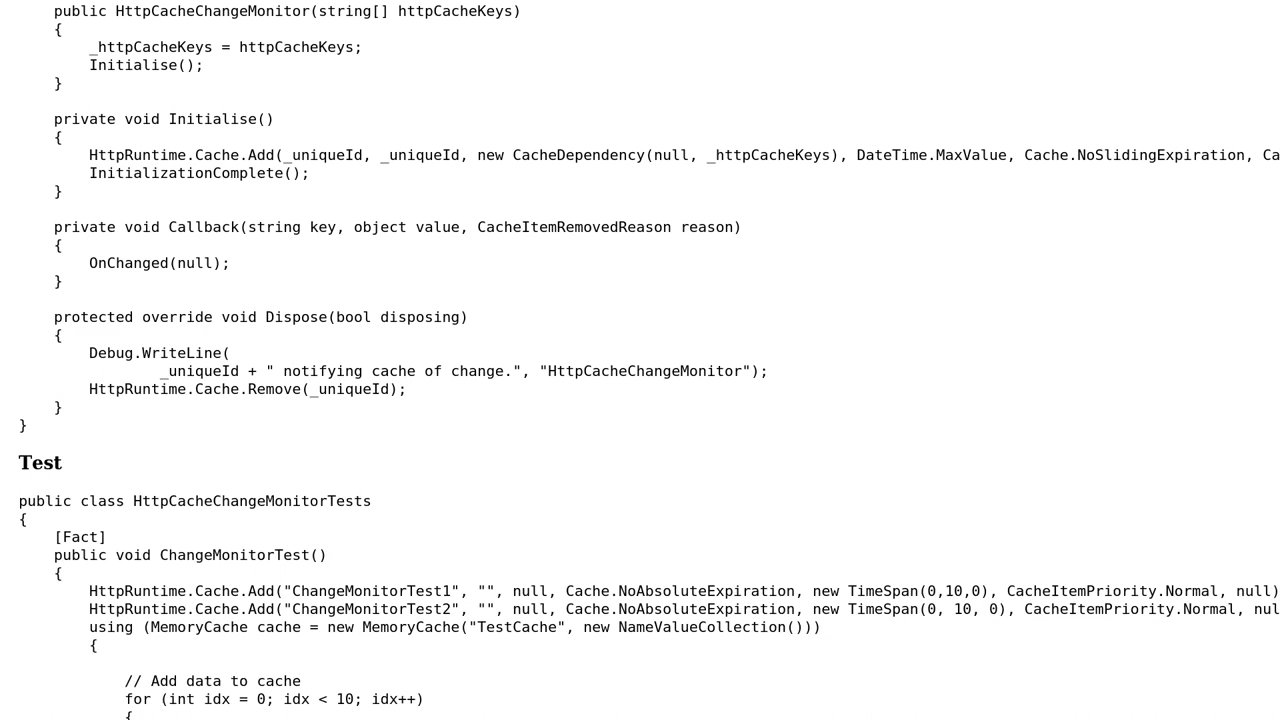 public HttpCacheChangeMonitor(string[] httpCacheKeys)
{
_httpCacheKeys = httpCacheKeys;
Initialise();
}
private void Initialise()
{
HttpRuntime.Cache.Add(_uniqueId, _uniqueId, new CacheDependency(null, _httpCacheKeys), DateTime.MaxValue, Cache.NoSlidingExpiration, Ca
InitializationComplete();
}
private void Callback(string key, object value, CacheItemRemovedReason reason)
{
OnChanged(null);
}
protected override void Dispose(bool disposing)
{
Debug.WriteLine(
_uniqueId + " notifying cache of change.", "HttpCacheChangeMonitor");
HttpRuntime.Cache.Remove(_uniqueId);
}
}
Test
public class HttpCacheChangeMonitorTests
{
[Fact]
public void ChangeMonitorTest()
{
HttpRuntime.Cache.Add("ChangeMonitorTest1", "", null, Cache.NoAbsoluteExpiration, new TimeSpan(0,10,0), CacheItemPriority.Normal, null)
HttpRuntime.Cache.Add("ChangeMonitorTest2", "", null, Cache.NoAbsoluteExpiration, new TimeSpan(0, 10, 0), CacheItemPriority.Normal, nul
using (MemoryCache cache = new MemoryCache("TestCache", new NameValueCollection()))
{
// Add data to cache
for (int idx = 0; idx < 10; idx++)
{